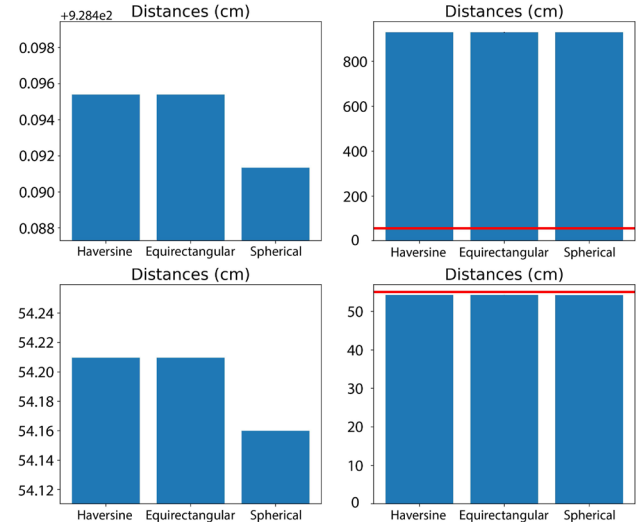 Distances (cm)
+9.284e2
0.098
0.096
0.094
0.092
0.090
0.088
Haversine Equirectangular Spherical
Distances (cm)
800
600
400
200
0
Haversine Equirectangular Spherical
Distances (cm)
54.24
54.22
54.20
54.18
54.16
54.14
54.12
Haversine Equirectangular Spherical
Distances (cm)
50
40
30
20
10
0
Haversine Equirectangular Spherical